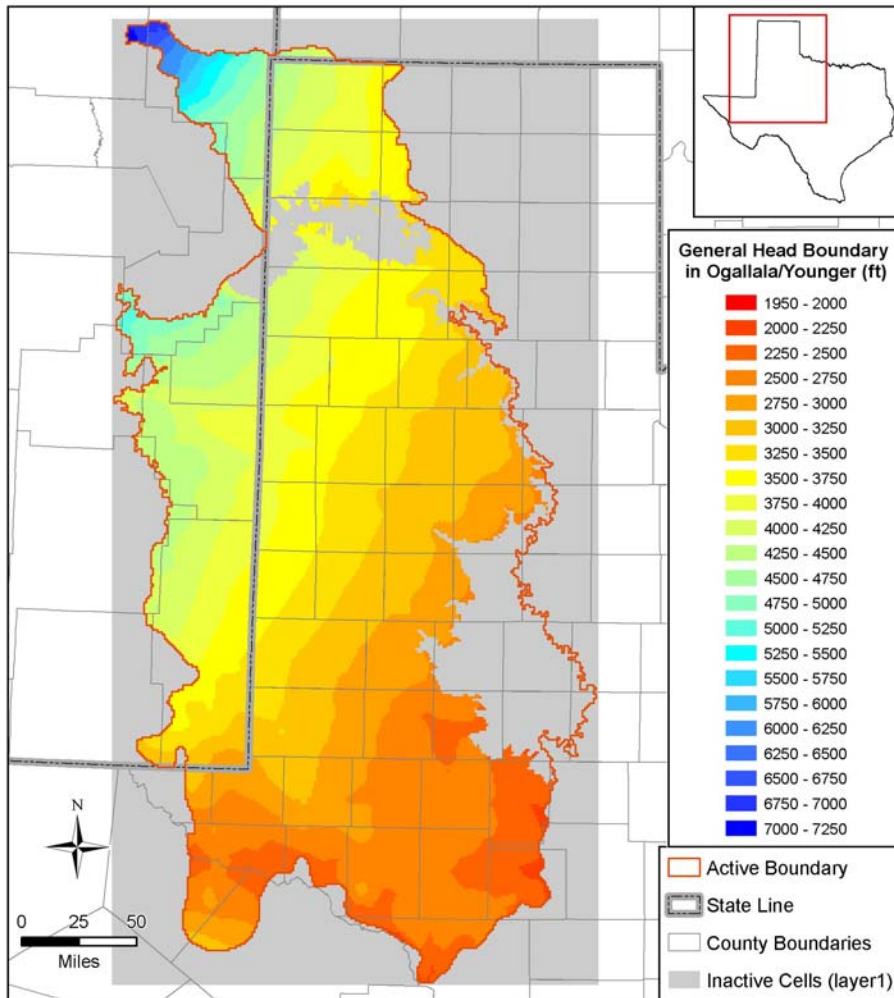 General Head Boundary
in Ogallala/Younger (ft)
1950 - 2000
2000 - 2250
2250 - 2500
2500 - 2750
2750 - 3000
3000 - 3250
3250 - 3500
3500 - 3750
3750 - 4000
4000 - 4250
4250 - 4500
4500 - 4750
4750 - 5000
5000 - 5250
5250 - 5500
5500 - 5750
5750 - 6000
6000 - 6250
6250 - 6500
6500 - 6750
6750 - 7000
7000 - 7250
Active Boundary
State Line
County Boundaries
Inactive Cells (layer1)
N
0 25 50
Miles